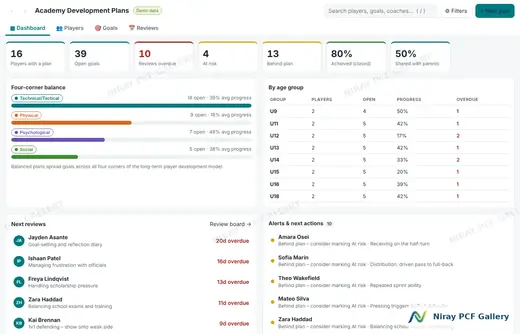 Academy Development Plans Demo data
Search players, goals, coaches... ( / ) Filters
Dashboard Players Goals Reviews
16 39 10 4 13 80% 50%
Players with a plan Open goals Reviews overdue At risk Behind plan Achieved (closed) Shared with parents
Four-corner balance
Technical/Tactical 18 open · 38% avg progress
Physical 9 open · 18% avg progress
Psychological 7 open · 48% avg progress
Social 5 open · 38% avg progress
Balanced plans spread goals across all four corners of the long-term player development model.
By age group
GROUP PLAYERS OPEN PROGRESS OVERDUE
U9 2 4 50% 1
U11 2 5 42% 1
U12 2 5 17% 2
U13 2 5 42% 1
U14 2 5 33% 2
U15 2 5 20% 1
U16 2 5 39% 1
U18 2 5 42% 1
Next reviews Review board →
JA Jayden Asante 20d overdue
Goal-setting and reflection diary
IP Ishaan Patel 16d overdue
Managing frustration with officials
FL Freya Lindqvist 13d overdue
Handling scholarship pressure
ZH Zara Haddad 11d overdue
Balancing school exams and training
KB Kai Brennan 9d overdue
1v1 defending – show onto weak side
Alerts & next actions 10
Amara Osei
Behind plan – consider marking At risk · Receiving on the half-turn
Sofia Marin
Behind plan – consider marking At risk · Distribution: driven pass to full-back
Theo Wakefield
Behind plan – consider marking At risk · Repeated sprint ability
Mateo Silva
Behind plan – consider marking At risk · Pressing
Zara Haddad
Behind plan – consider marking At risk · Balancing
Niray PCF Gallery